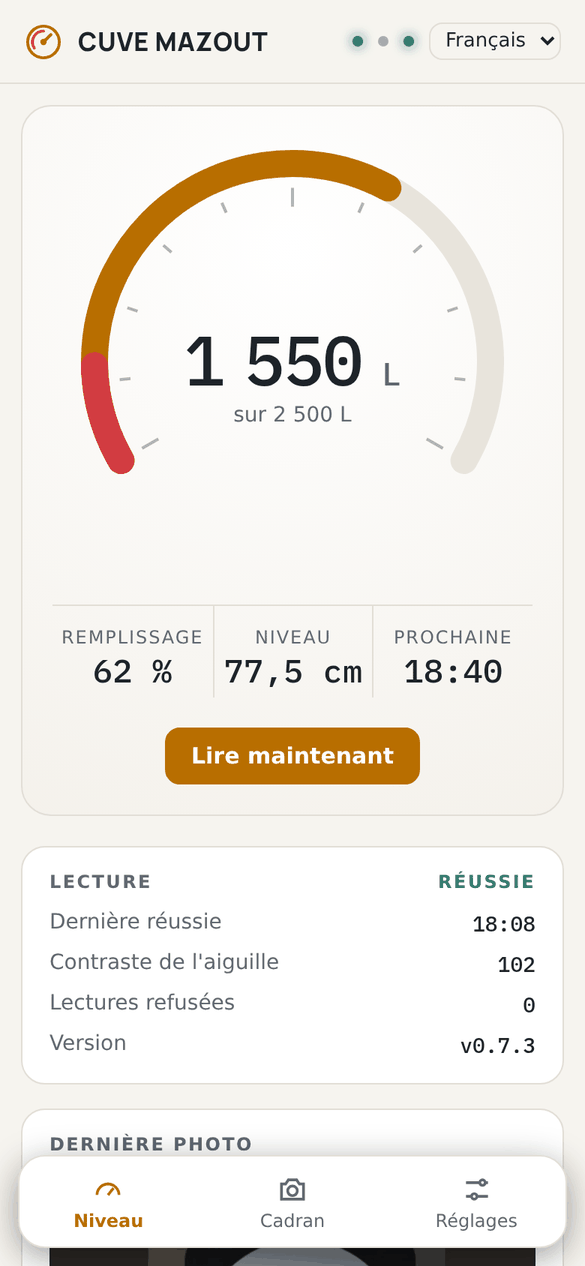 CUVE MAZOUT
Français
1 550 L
sur 2 500 L
REMPLISSAGE
62 %
NIVEAU
77,5 cm
PROCHAINE
18:40
Lire maintenant
LECTURE RÉUSSIE
Dernière réussie 18:08
Contraste de l'aiguille 102
Lectures refusées 0
Version v0.7.3
DERNIÈRE PHOTO
Niveau Cadran Réglages